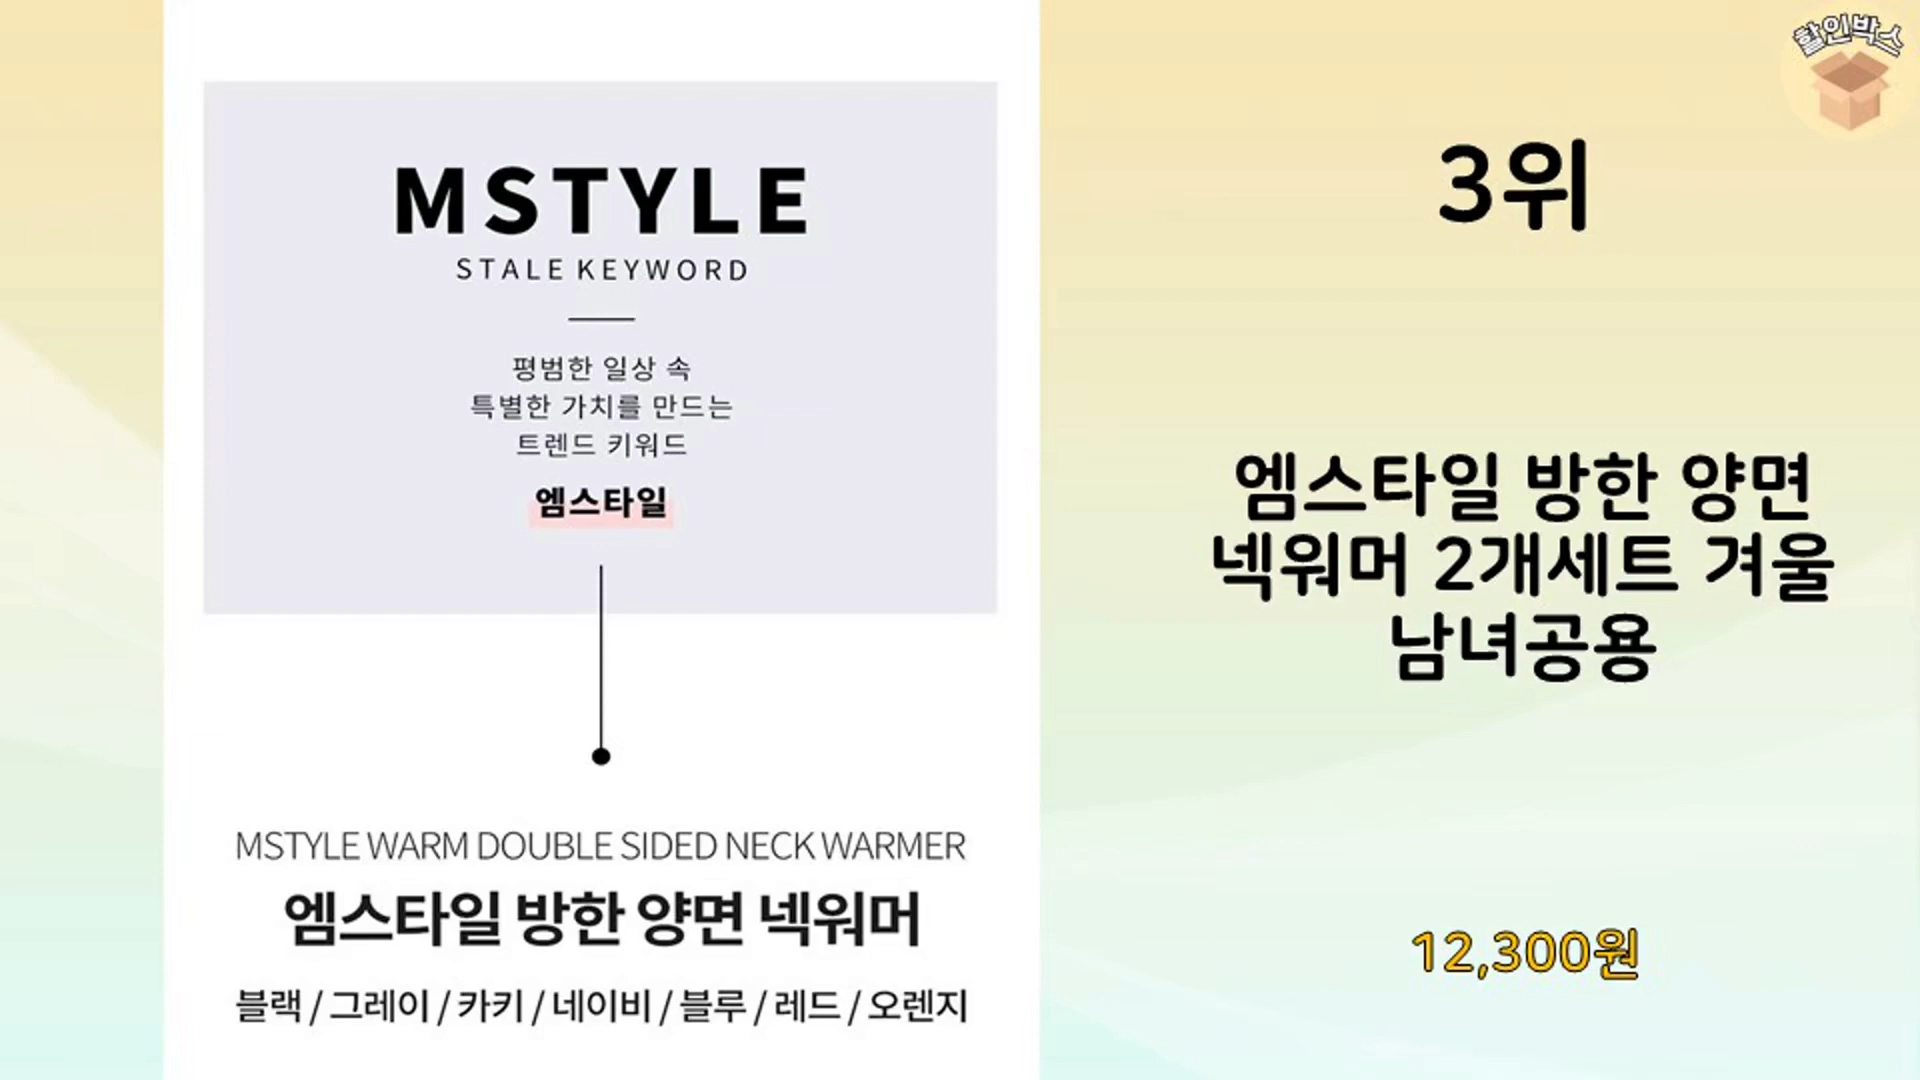 MSTYLE
STALE KEYWORD
평범한 일상 속
특별한 가치를 만드는
트렌드 키워드
엠스타일
MSTYLE WARM DOUBLE SIDED NECK WARMER
엠스타일 방한 양면 넥워머
블랙 / 그레이 / 카키 / 네이비 / 블루 / 레드 / 오렌지
할인박스
3위
엠스타일 방한 양면
넥워머 2개세트 겨울
남녀공용
12,300원